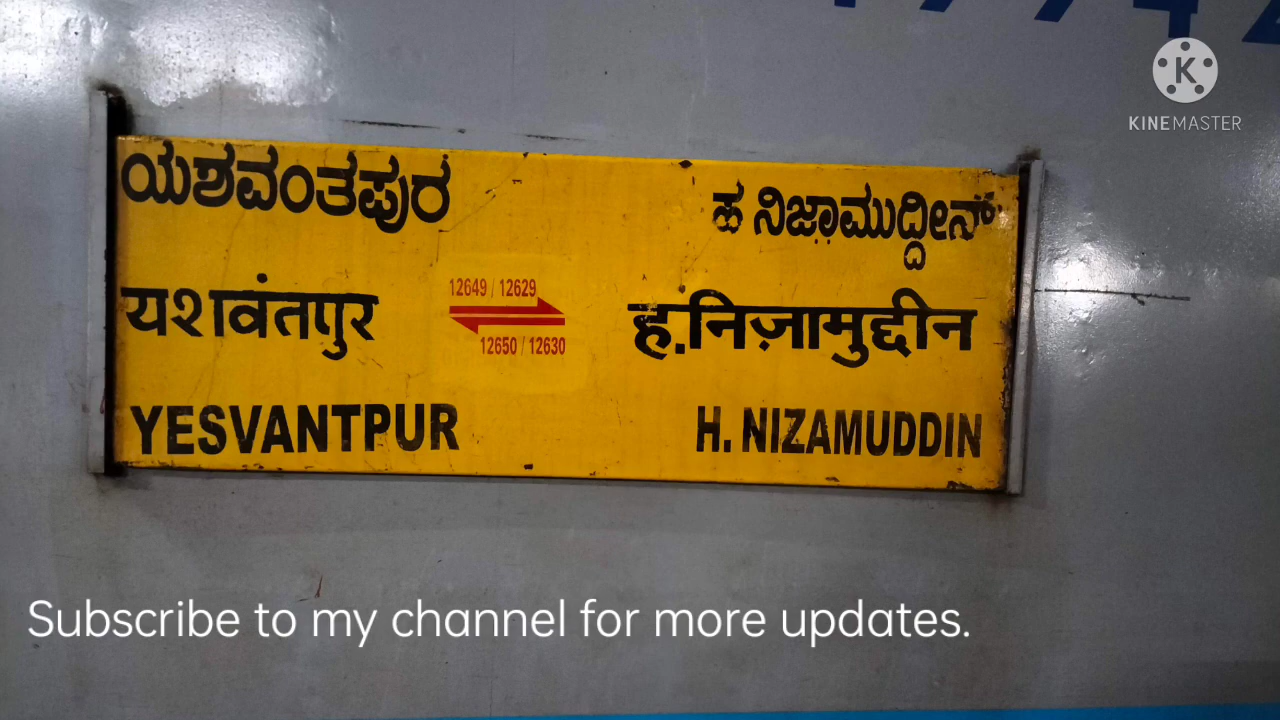 KINEMASTER
ಯಶವಂತಪುರ
ಹ ನಿಜ಼ಾಮುದ್ದೀನ್
यशवंतपुर
12649 / 12629
12650 / 12630
ह.निज़ामुद्दीन
YESVANTPUR
H. NIZAMUDDIN
Subscribe to my channel for more updates.